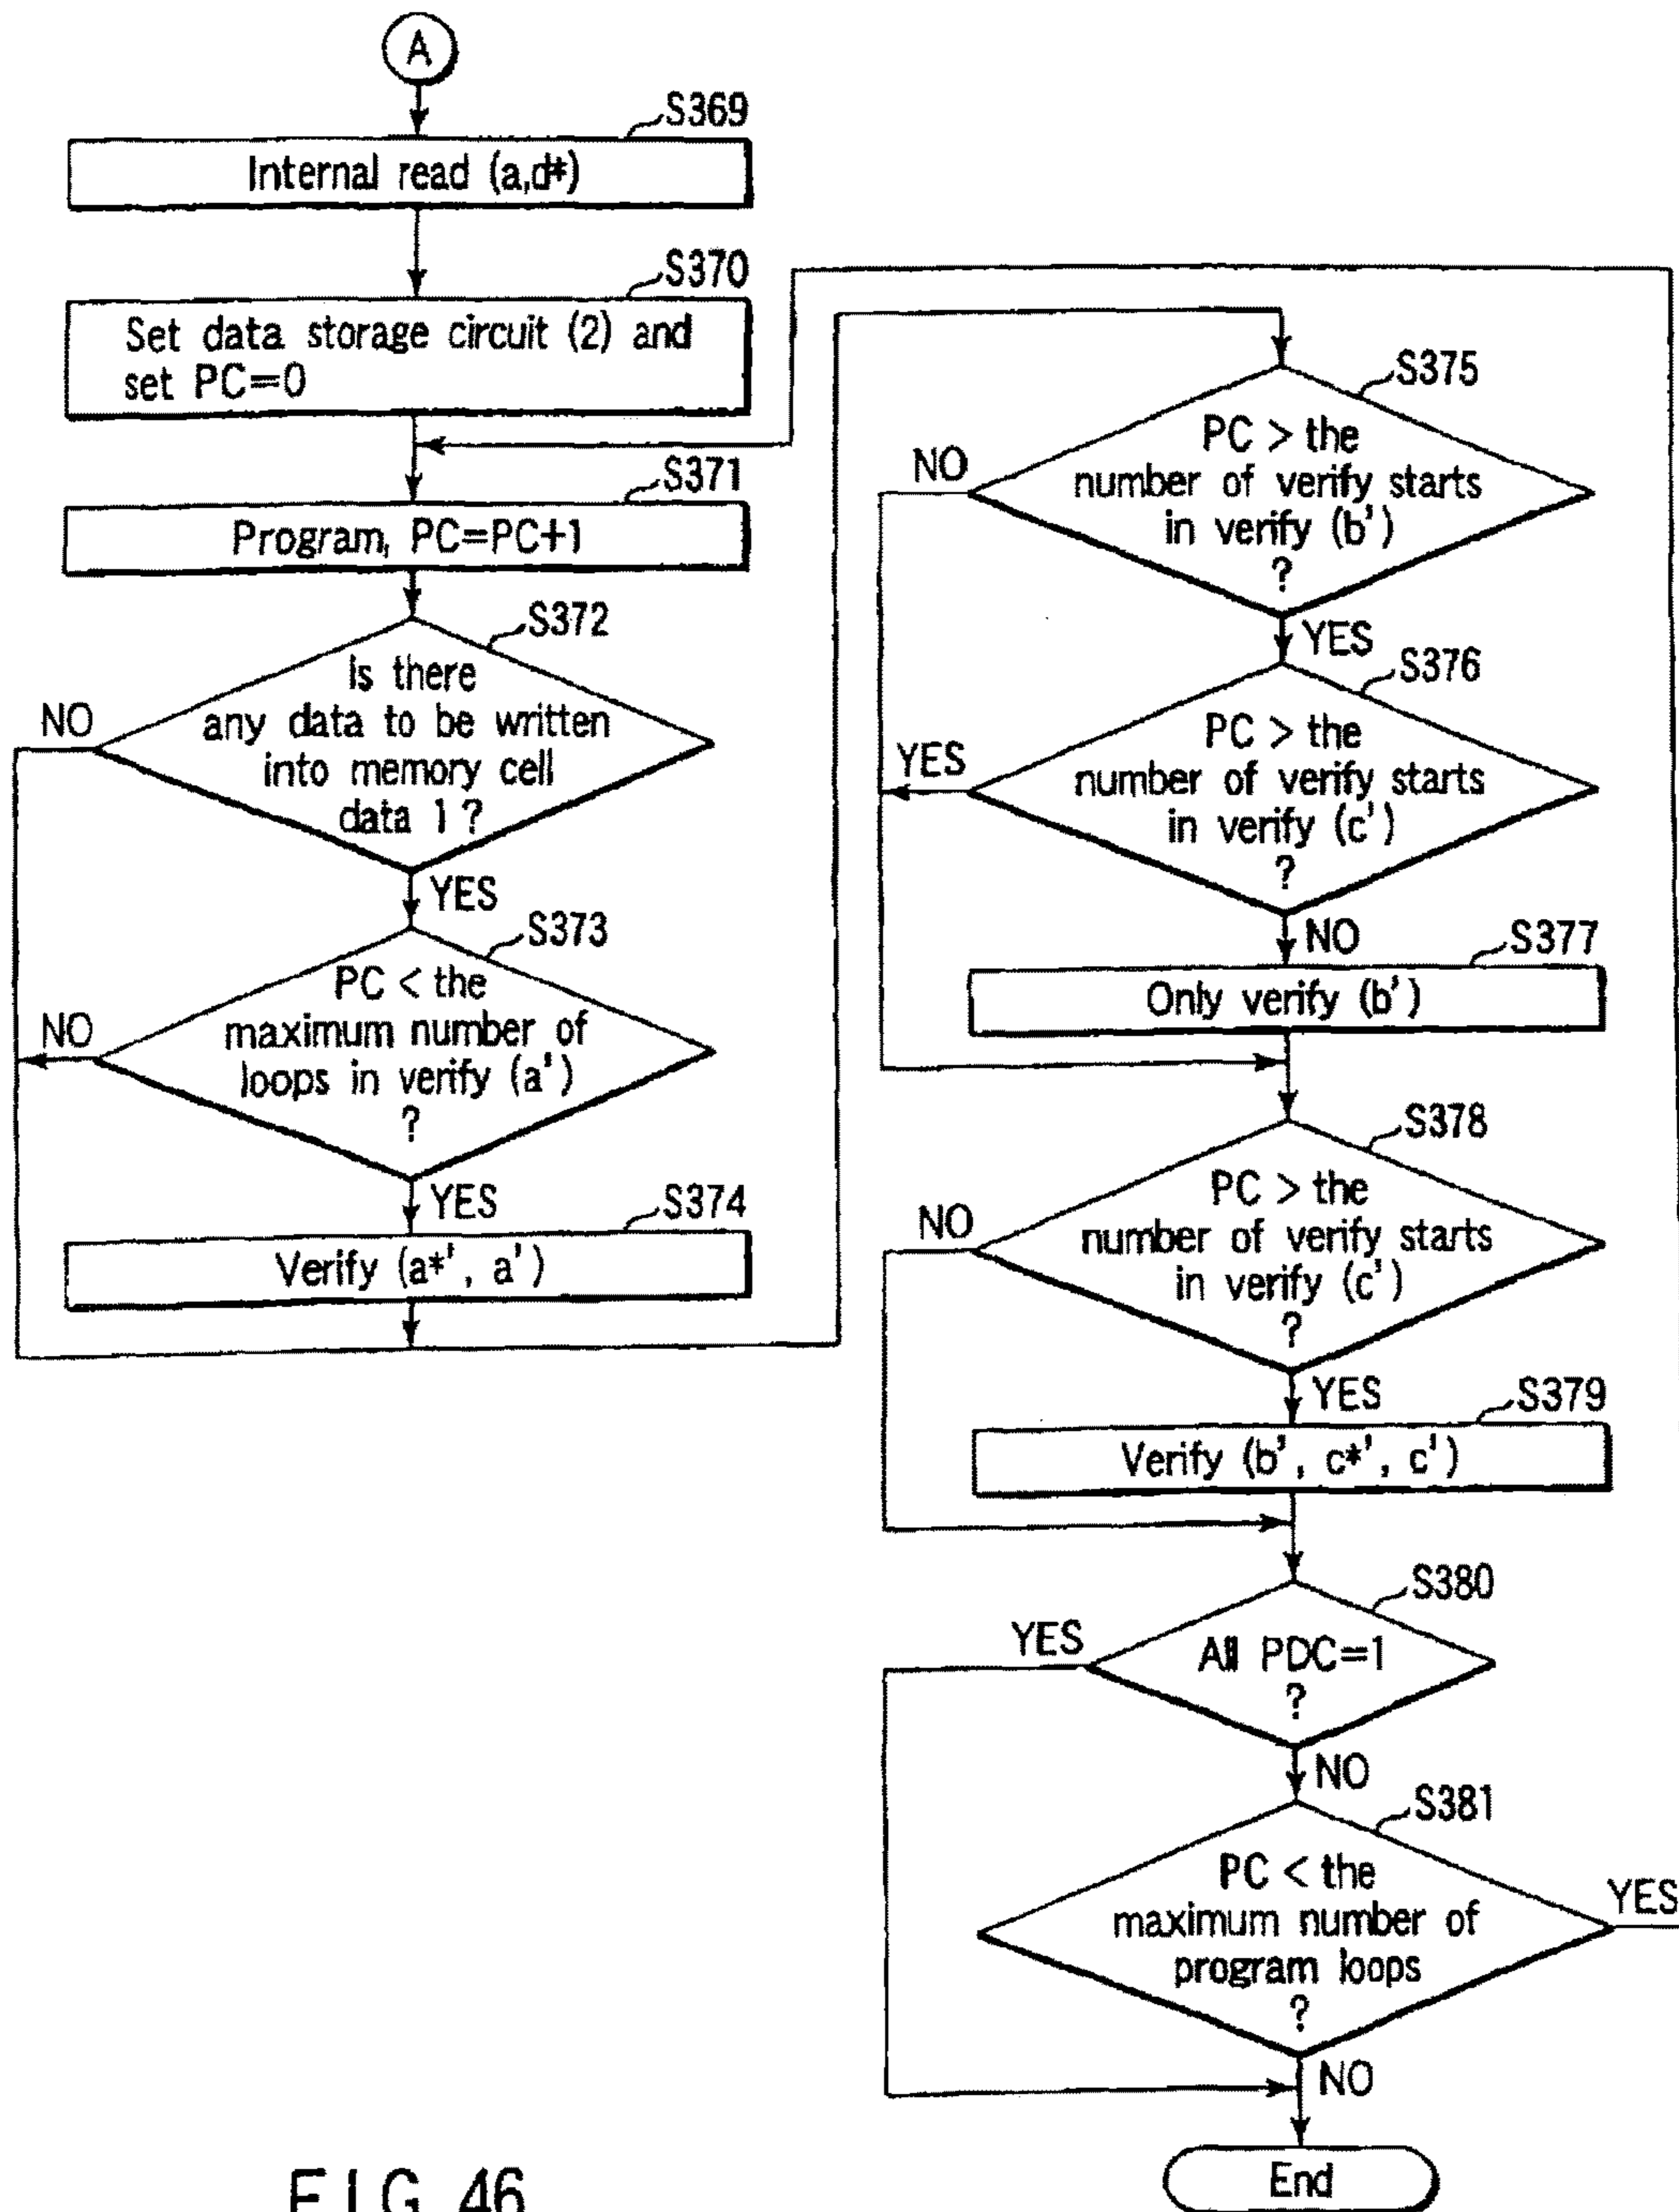 A
S369
Internal read (a,d*)
S370
Set data storage circuit (2) and
set PC=0
S371
Program, PC=PC+1
S372
Is there
any data to be written
into memory cell
data 1 ?
NO
YES
S373
PC < the
maximum number of
loops in verify (a')
?
NO
YES
S374
Verify (a*', a')
S375
PC > the
number of verify starts
in verify (b')
?
NO
YES
S376
PC > the
number of verify starts
in verify (c')
?
YES
NO
S377
Only verify (b')
S378
PC > the
number of verify starts
in verify (c')
?
NO
YES
S379
Verify (b', c*', c')
S380
All PDC=1
?
YES
NO
S381
PC < the
maximum number of
program loops
?
YES
NO
End
FIG. 46